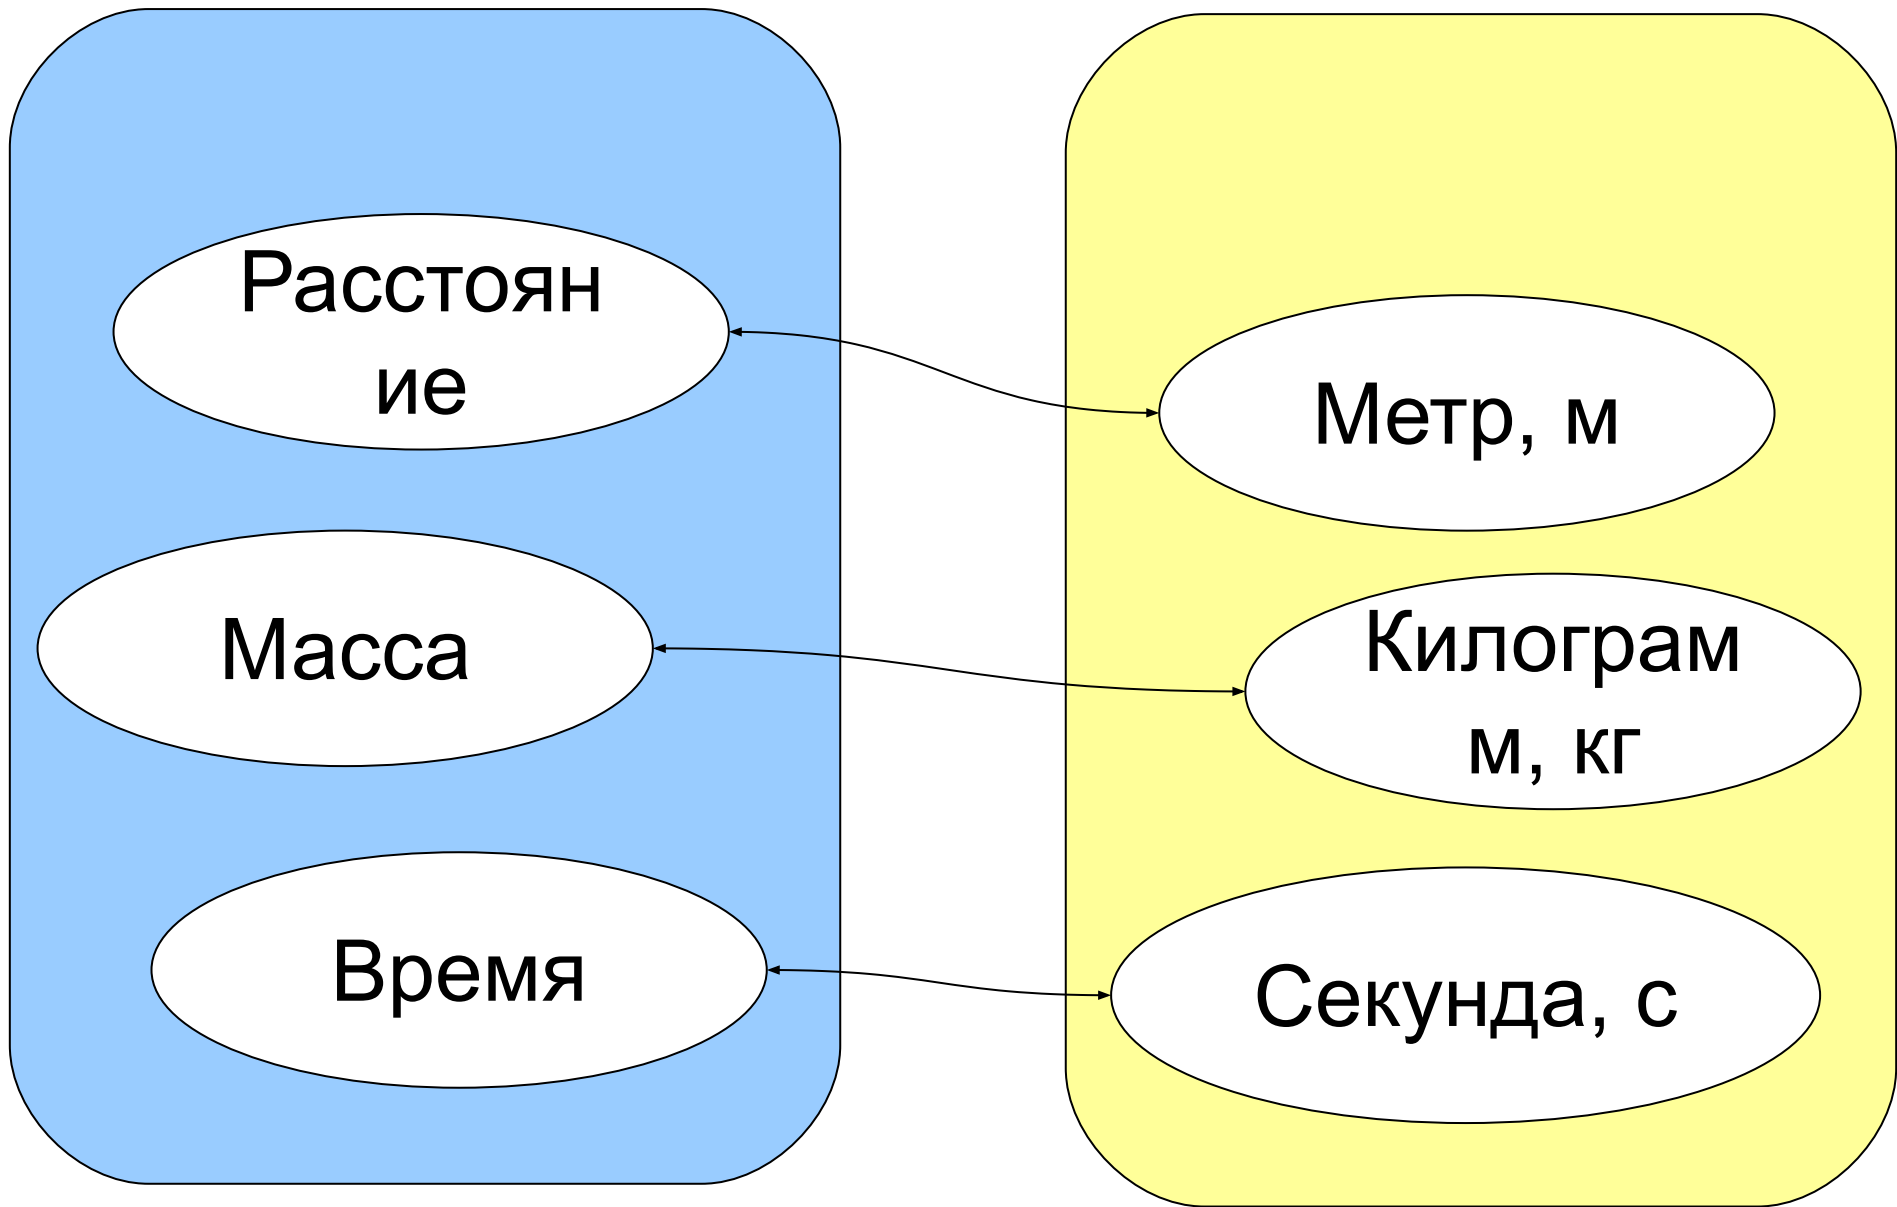 Расстоян
ие
Масса
Время
Метр, м
Килограм
м, кг
Секунда, с